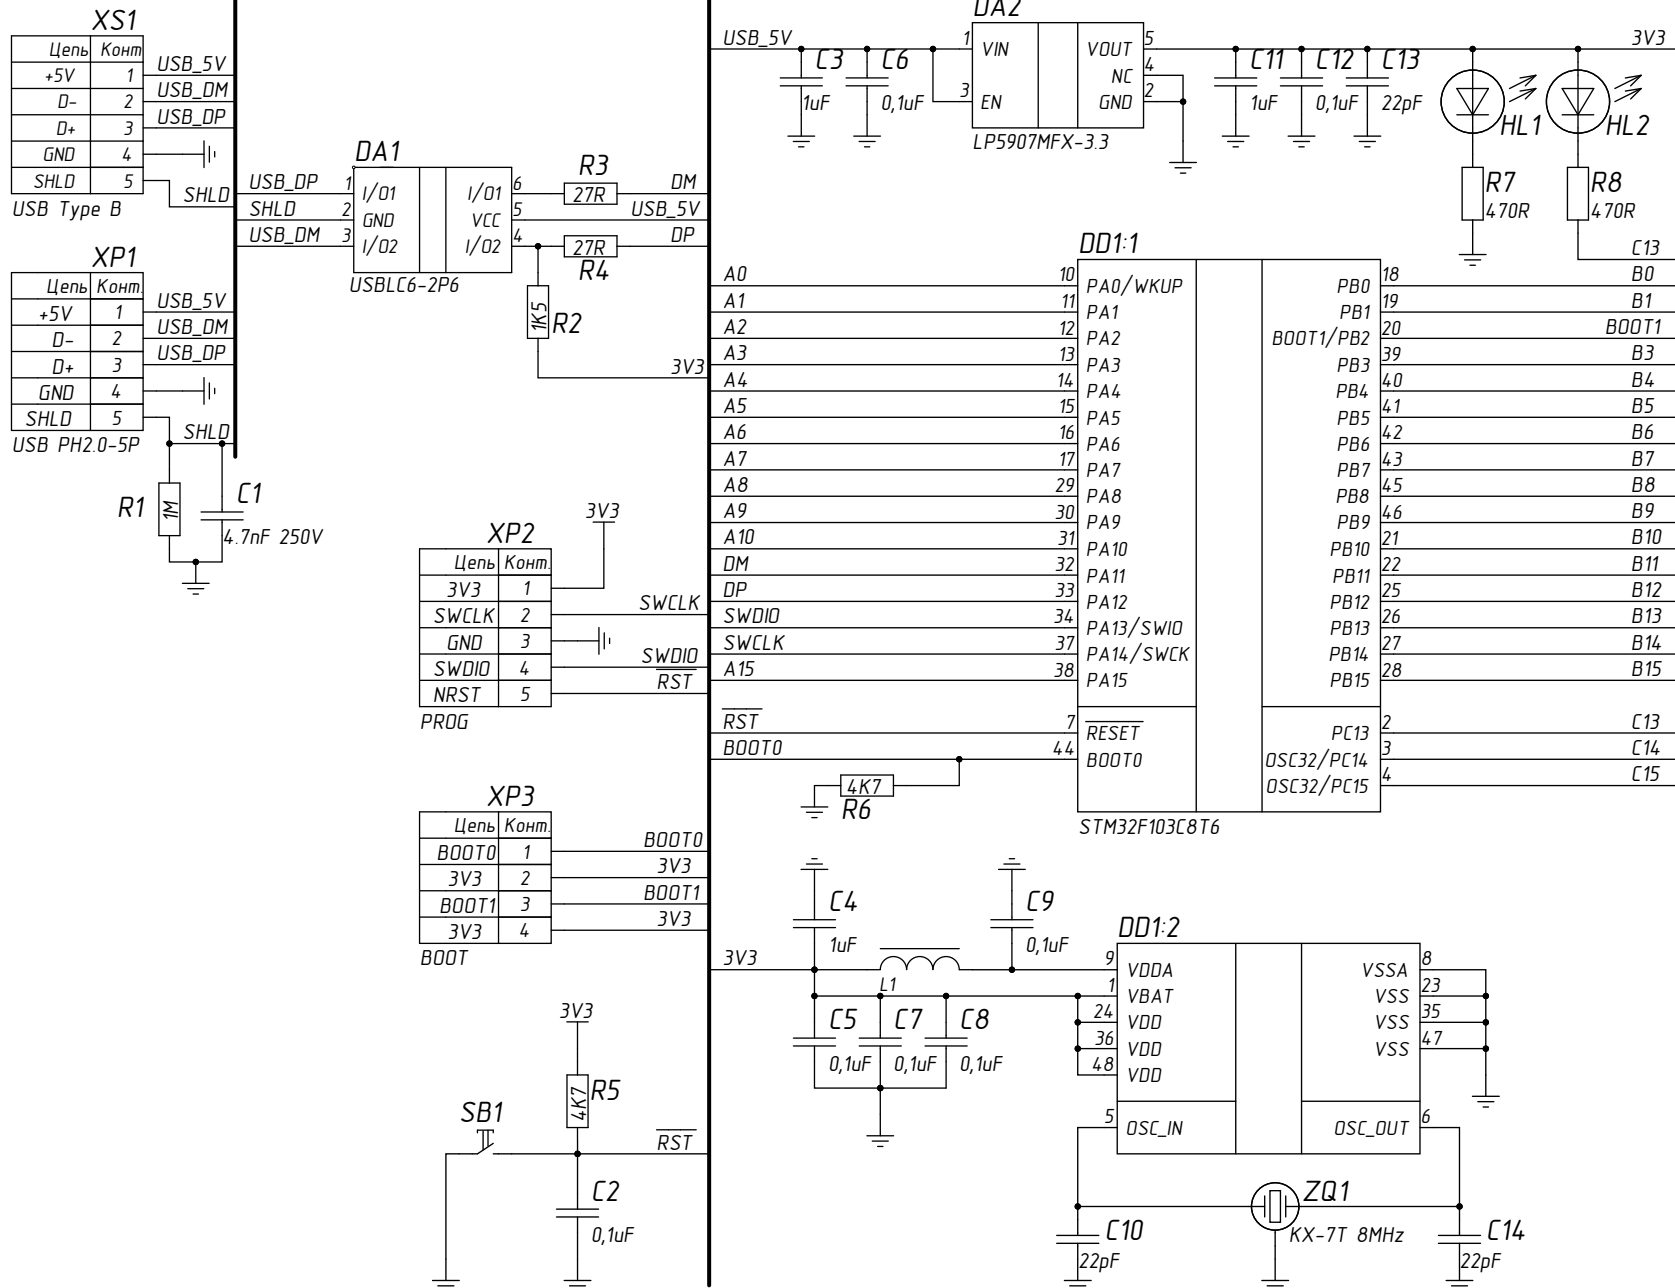 XS1
Цепь Конт
+5V 1 USB_5V
D- 2 USB_DM
D+ 3 USB_DP
GND 4
SHLD 5 SHLD
USB Type B
XP1
Цепь Конт.
+5V 1 USB_5V
D- 2 USB_DM
D+ 3 USB_DP
GND 4
SHLD 5 SHLD
USB PH2.0-5P
R1 1M
C1
4.7nF 250V
DA1
USB_DP 1 I/O1 I/O1 6
SHLD 2 GND VCC 5 USB_5V
USB_DM 3 I/O2 I/O2 4
USBLC6-2P6
R3
27R DM
27R DP
R4
1K5 R2
3V3
XP2
3V3
Цепь Конт.
3V3 1
SWCLK 2 SWCLK
GND 3
SWDIO 4 SWDIO
NRST 5 RST
PROG
XP3
Цепь Конт.
BOOT0 1 BOOT0
3V3 2 3V3
BOOT1 3 BOOT1
3V3 4 3V3
BOOT
3V3
4K7 R5
SB1
RST
C2
0,1uF
DA2
USB_5V 1 VIN VOUT 5 3V3
NC 4
3 EN GND 2
LP5907MFX-3.3
C3
1uF
C6
0,1uF
C11
1uF
C12
0,1uF
C13
22pF
HL1
HL2
R7
470R
R8
470R
C13
DD1:1
A0 10 PA0/WKUP PB0 18 B0
A1 11 PA1 PB1 19 B1
A2 12 PA2 BOOT1/PB2 20 BOOT1
A3 13 PA3 PB3 39 B3
A4 14 PA4 PB4 40 B4
A5 15 PA5 PB5 41 B5
A6 16 PA6 PB6 42 B6
A7 17 PA7 PB7 43 B7
A8 29 PA8 PB8 45 B8
A9 30 PA9 PB9 46 B9
A10 31 PA10 PB10 21 B10
DM 32 PA11 PB11 22 B11
DP 33 PA12 PB12 25 B12
SWDIO 34 PA13/SWIO PB13 26 B13
SWCLK 37 PA14/SWCK PB14 27 B14
A15 38 PA15 PB15 28 B15
RST 7 RESET PC13 2 C13
BOOT0 44 BOOT0 OSC32/PC14 3 C14
OSC32/PC15 4 C15
4K7
R6
STM32F103C8T6
C4
1uF
C9
0,1uF
3V3
L1
C5
0,1uF
C7
0,1uF
C8
0,1uF
DD1:2
9 VDDA VSSA 8
1 VBAT VSS 23
24 VDD VSS 35
36 VDD VSS 47
48 VDD
5 OSC_IN OSC_OUT 6
ZQ1
KX-7T 8MHz
C10
22pF
C14
22pF